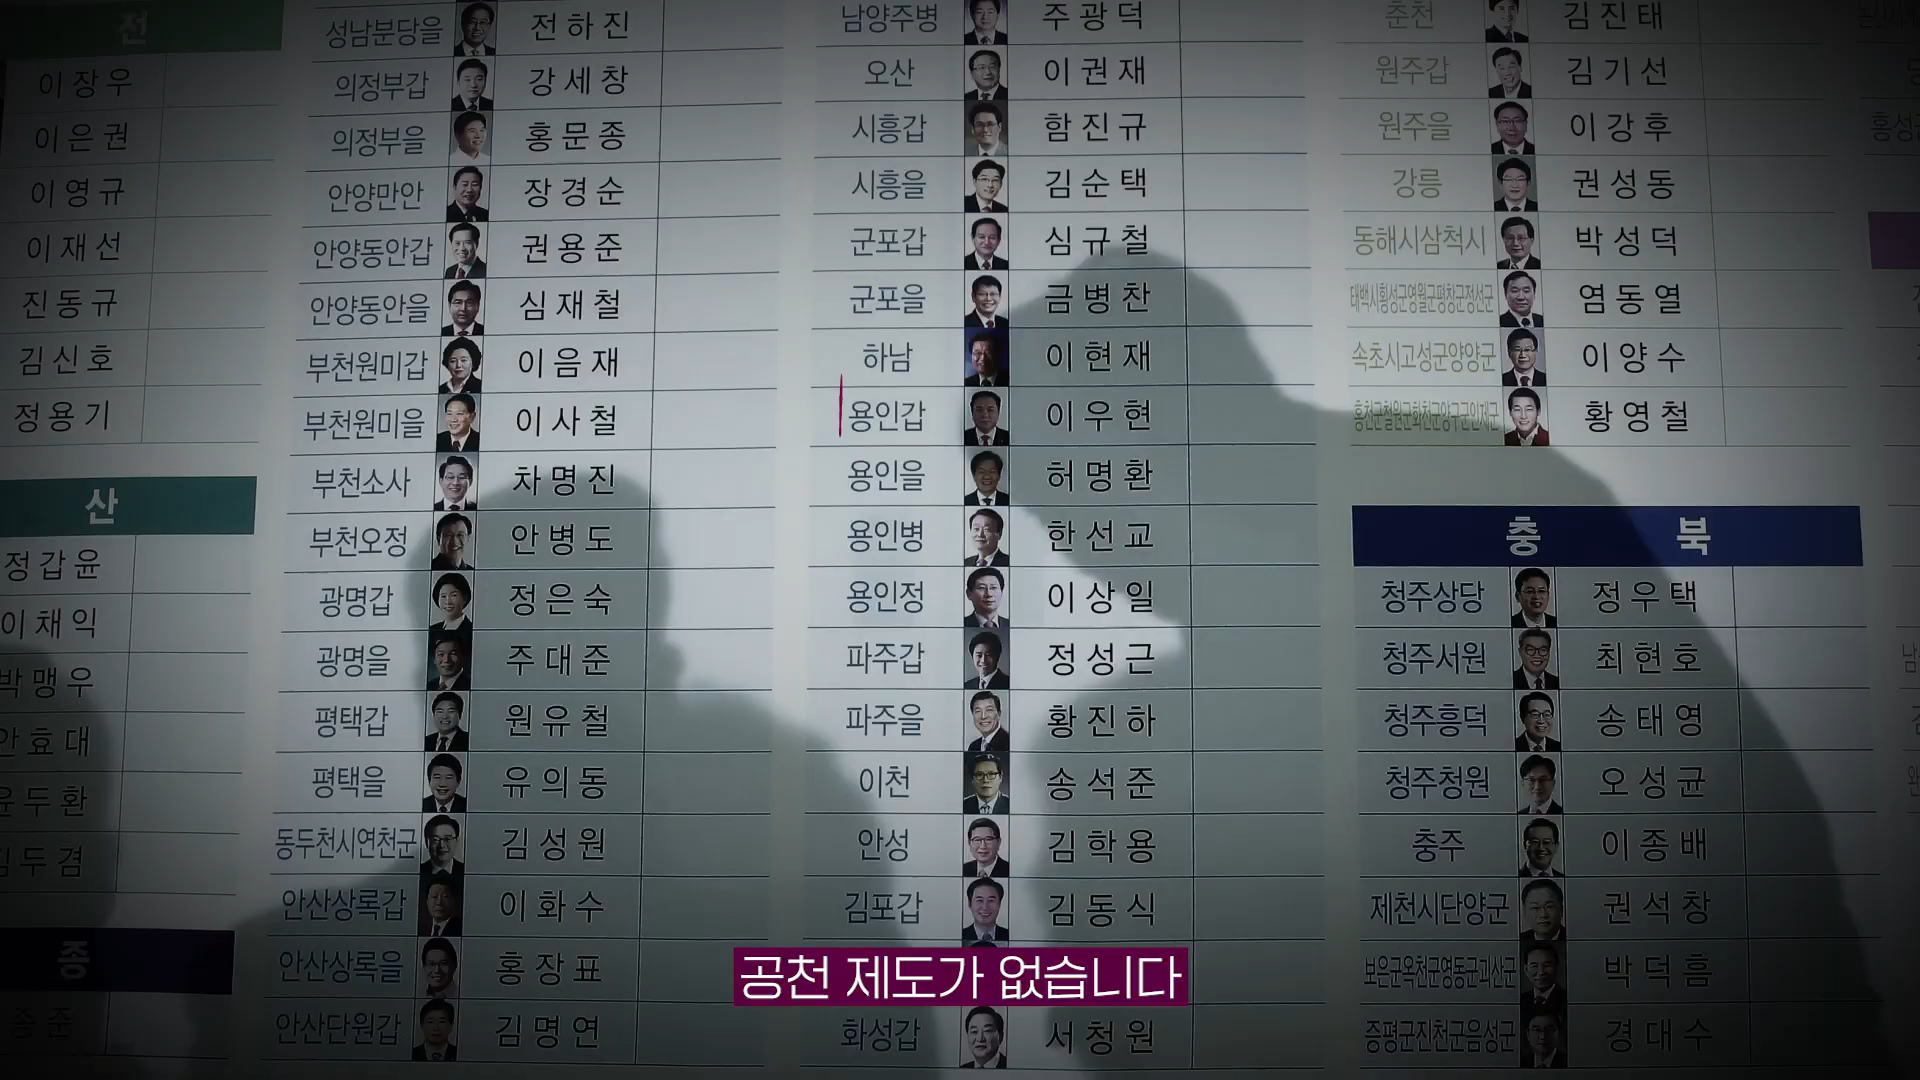 전
이장우
이은권
이영규
이재선
진동규
김신호
정용기
산
정갑윤
이채익
박맹우
안효대
윤두환
김두겸
종
종준
성남분당을 전하진
의정부갑 강세창
의정부을 홍문종
안양만안 장경순
안양동안갑 권용준
안양동안을 심재철
부천원미갑 이음재
부천원미을 이사철
부천소사 차명진
부천오정 안병도
광명갑 정은숙
광명을 주대준
평택갑 원유철
평택을 유의동
동두천시연천군 김성원
안산상록갑 이화수
안산상록을 홍장표
안산단원갑 김명연
남양주병 주광덕
오산 이권재
시흥갑 함진규
시흥을 김순택
군포갑 심규철
군포을 금병찬
하남 이현재
용인갑 이우현
용인을 허명환
용인병 한선교
용인정 이상일
파주갑 정성근
파주을 황진하
이천 송석준
안성 김학용
김포갑 김동식
화성갑 서청원
춘천 김진태
원주갑 김기선
원주을 이강후
강릉 권성동
동해시삼척시 박성덕
태백시횡성군영월군평창군정선군 염동열
속초시고성군양양군 이양수
홍천군철원군화천군양구군인제군 황영철
충북
청주상당 정우택
청주서원 최현호
청주흥덕 송태영
청주청원 오성균
충주 이종배
제천시단양군 권석창
보은군옥천군영동군괴산군 박덕흠
증평군진천군음성군 경대수
공천 제도가 없습니다